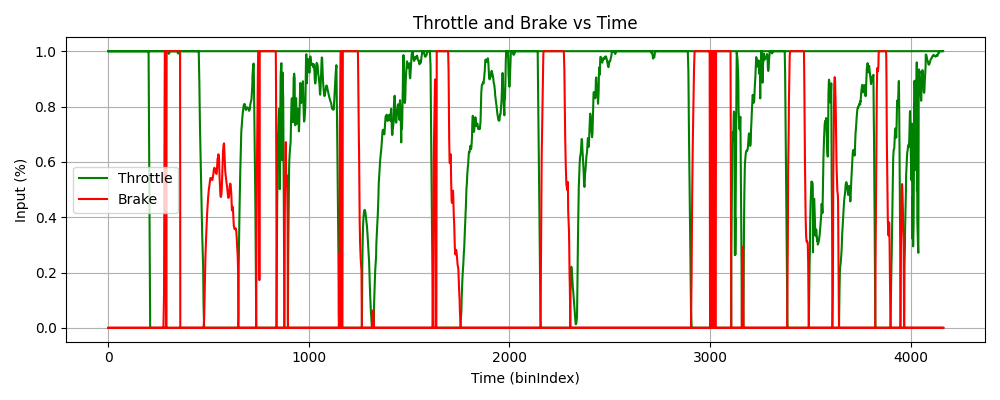 Throttle and Brake vs Time
Input (%)
1.0
0.8
0.6
0.4
0.2
0.0
Throttle
Brake
0
1000
2000
3000
4000
Time (binIndex)